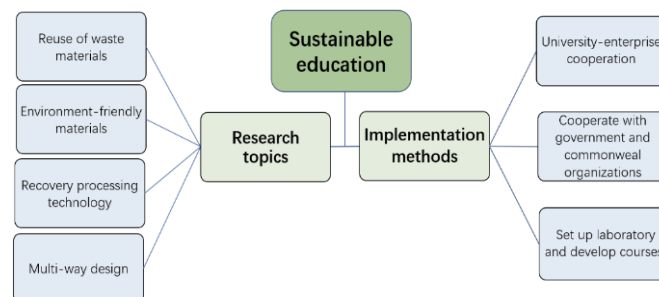 Sustainable
education
Research
topics
Implementation
methods
Reuse of waste
materials
Environment-friendly
materials
Recovery processing
technology
Multi-way design
University-enterprise
cooperation
Cooperate with
government and
commonweal
organizations
Set up laboratory
and develop courses